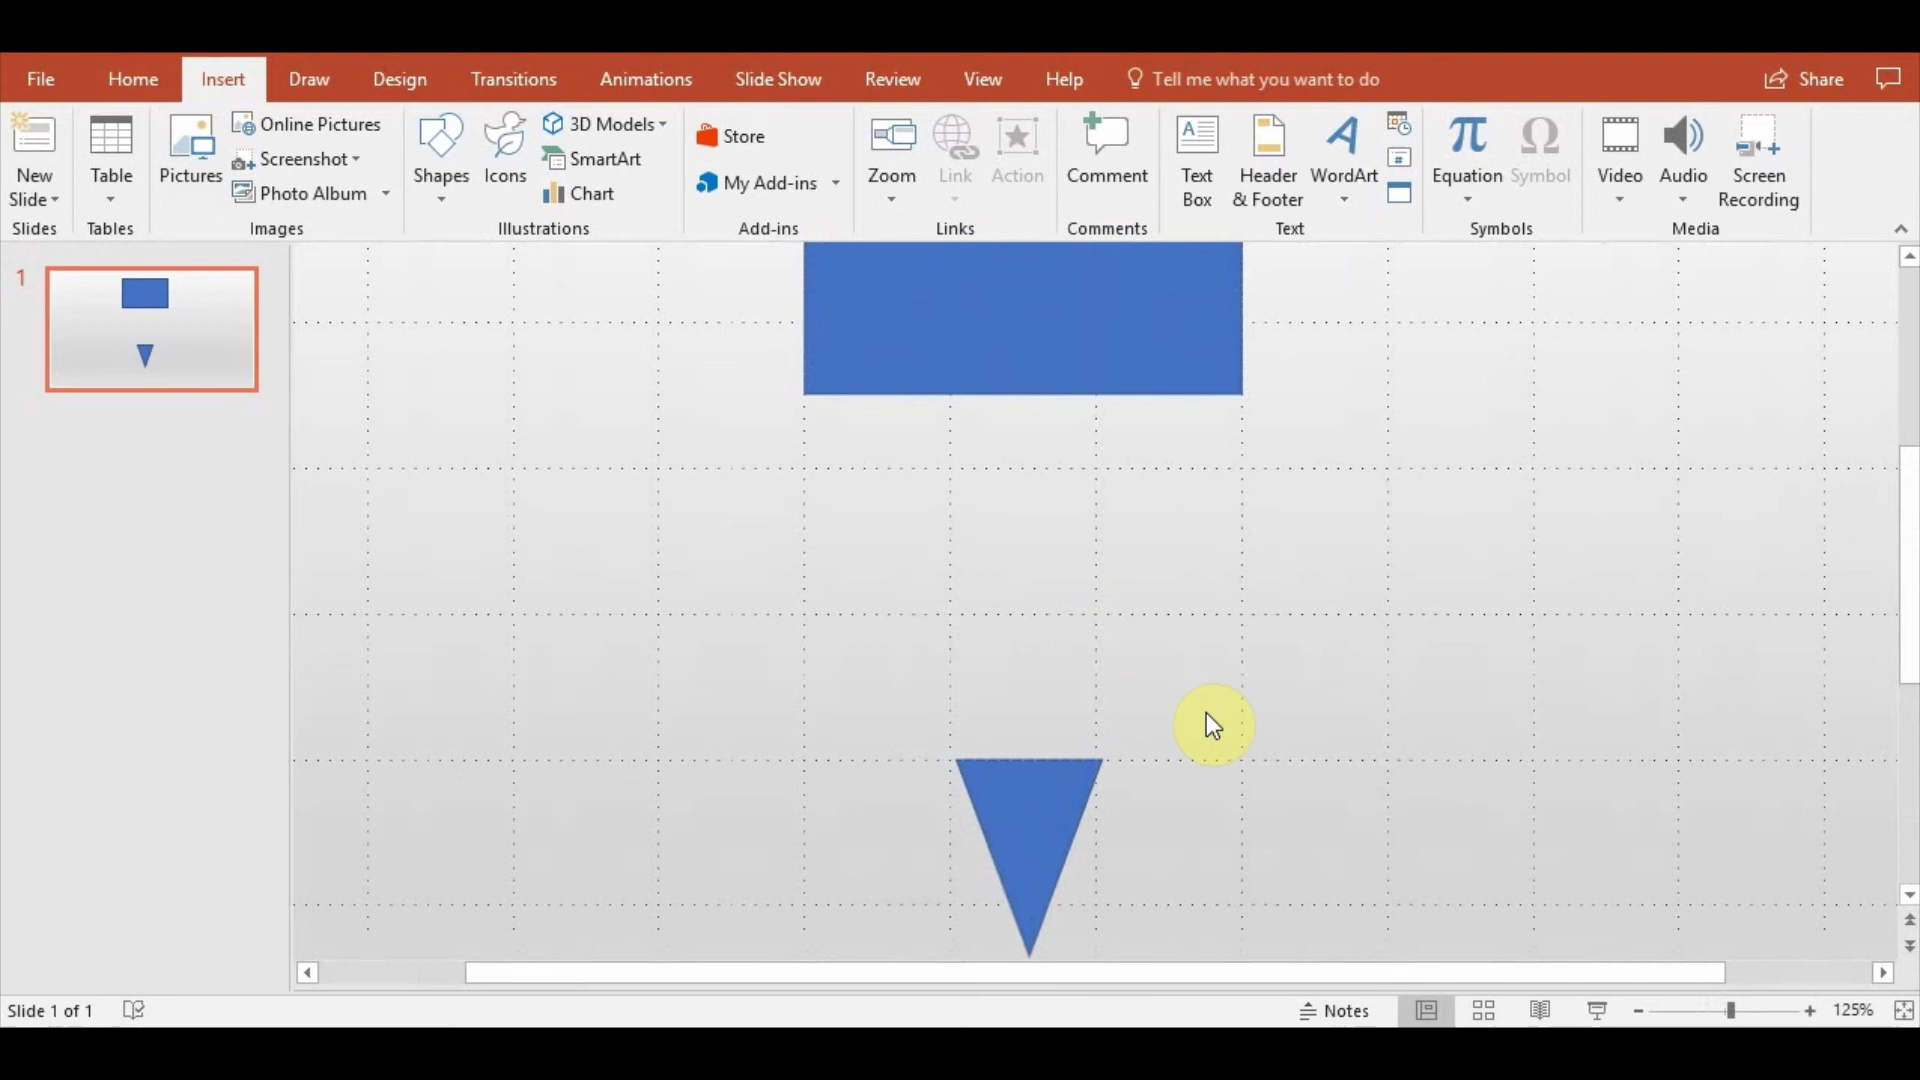 File Home Insert Draw Design Transitions Animations Slide Show Review View Help Tell me what you want to do Share
New Slide
Table
Pictures
Online Pictures
Screenshot
Photo Album
Shapes
Icons
3D Models
SmartArt
Chart
Store
My Add-ins
Zoom
Link
Action
Comment
A
Text Box
Header & Footer
A
WordArt
#
π
Equation
Ω
Symbol
Video
Audio
Screen Recording
Slides Tables Images Illustrations Add-ins Links Comments Text Symbols Media
1
Slide 1 of 1 Notes 125%